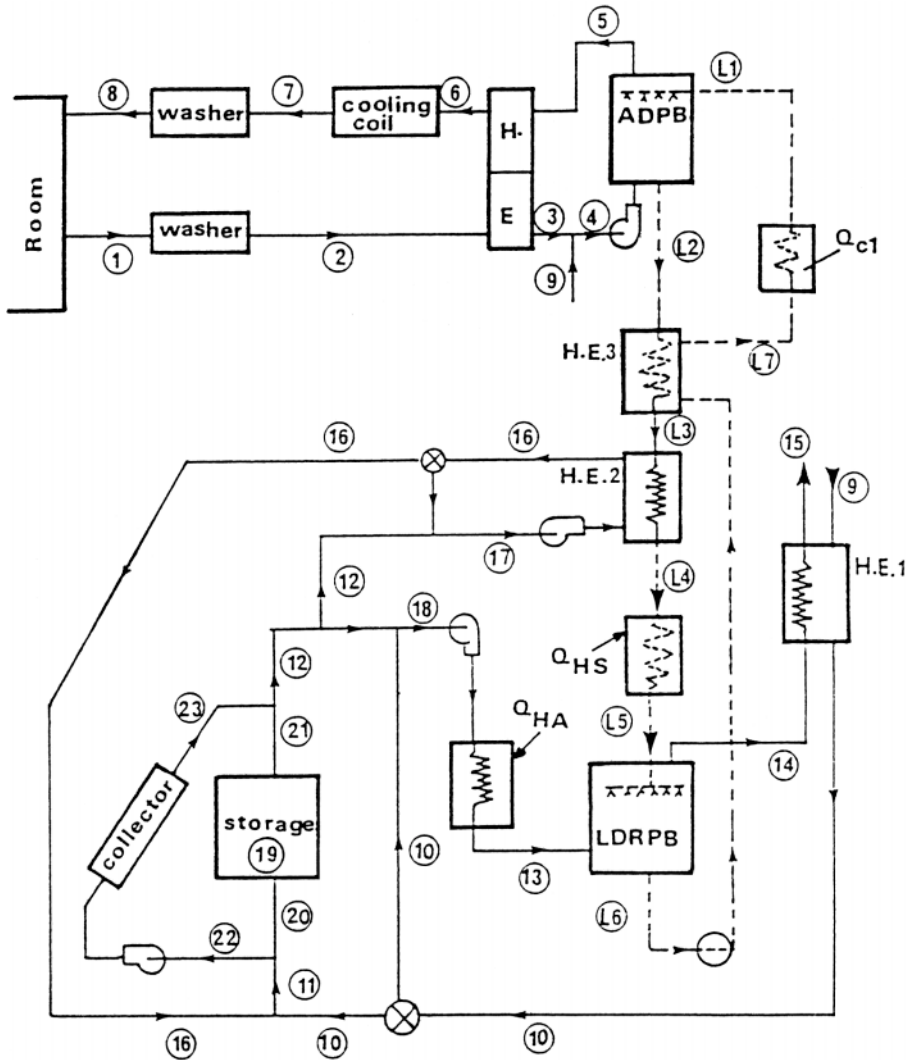 5
L1
8
washer
7
cooling
coil
6
H.
ADPB
Room
E
3
4
1
washer
2
9
L2
Qc1
H.E.3
L7
L3
16
16
15
9
H.E.2
H.E.1
17
12
L4
18
QHS
12
23
QHA
L5
21
14
collector
storage
19
LDRPB
10
13
20
L6
22
11
16
10
10